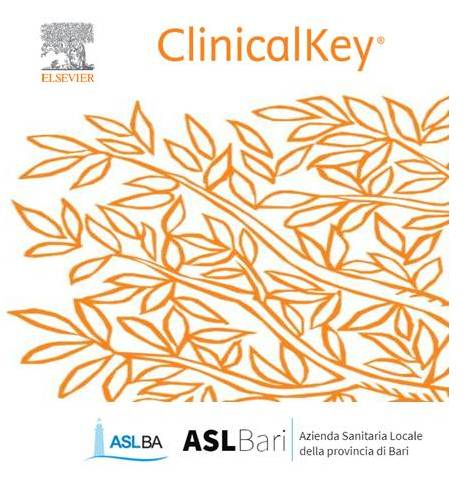 ClinicalKey®
ELSEVIER
ASLBA
ASLBari
Azienda Sanitaria Locale
della provincia di Bari